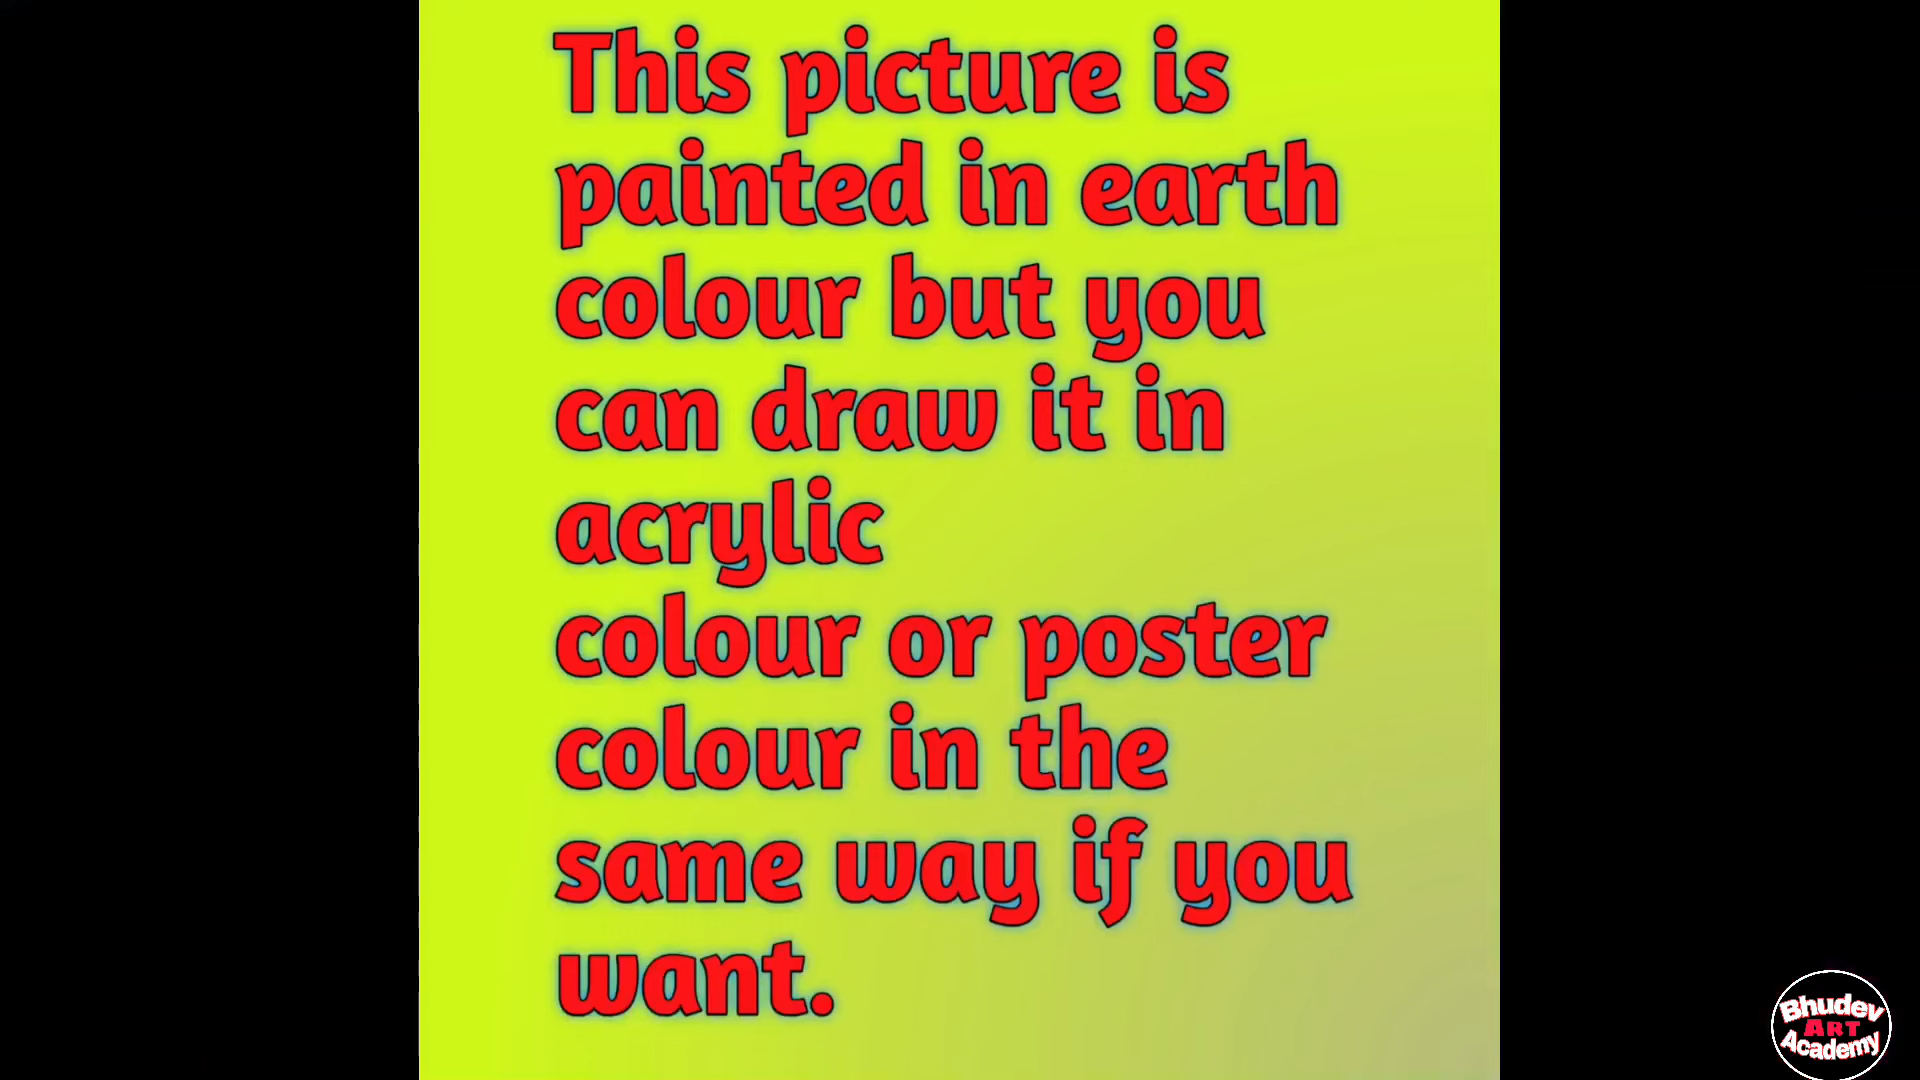 This picture is
painted in earth
colour but you
can draw it in
acrylic
colour or poster
colour in the
same way if you
want.
Bhudev
ART
Academy